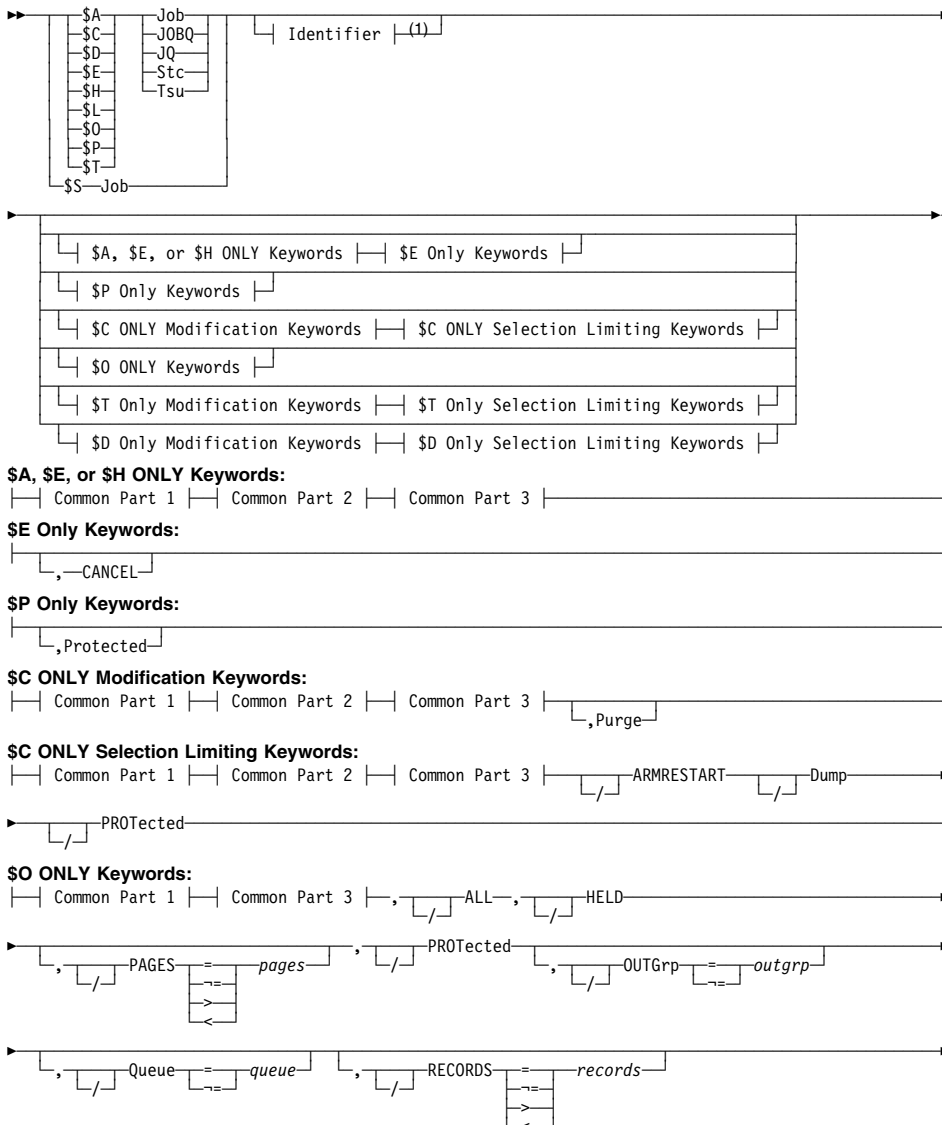 $A Job
$C JOBQ Identifier (1)
$D JQ
$E Stc
$H Tsu
$L
$O
$P
$T
$S Job
$A, $E, or $H ONLY Keywords $E Only Keywords
$P Only Keywords
$C ONLY Modification Keywords $C ONLY Selection Limiting Keywords
$O ONLY Keywords
$T Only Modification Keywords $T Only Selection Limiting Keywords
$D Only Modification Keywords $D Only Selection Limiting Keywords
$A, $E, or $H ONLY Keywords:
Common Part 1 Common Part 2 Common Part 3
$E Only Keywords:
, CANCEL
$P Only Keywords:
,Protected
$C ONLY Modification Keywords:
Common Part 1 Common Part 2 Common Part 3
,Purge
$C ONLY Selection Limiting Keywords:
Common Part 1 Common Part 2 Common Part 3 ARMRESTART Dump
/ /
PROTected
/
$O ONLY Keywords:
Common Part 1 Common Part 3 , ALL , HELD
/ /
, PROTected
, / PAGES = pages / , / OUTGrp = outgrp
¬= ¬=
>
<
, / Queue = queue , / RECORDS = records
¬= ¬=
>
<